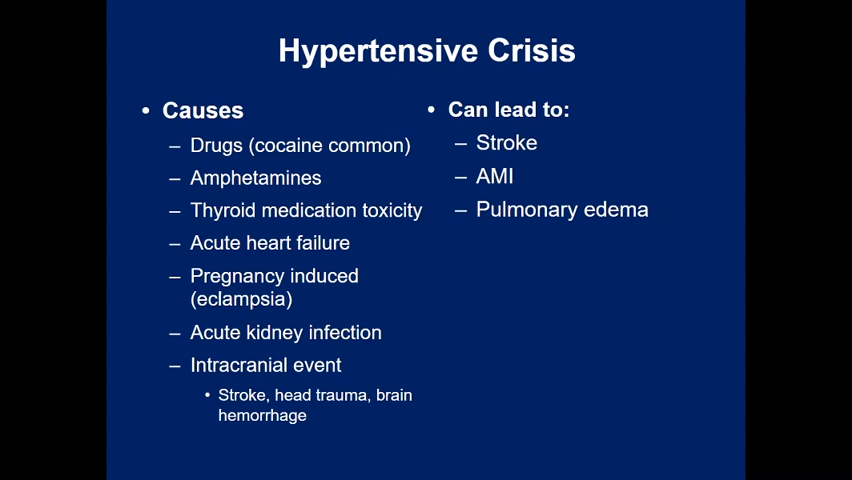 Hypertensive Crisis
• Causes
– Drugs (cocaine common)
– Amphetamines
– Thyroid medication toxicity
– Acute heart failure
– Pregnancy induced
(eclampsia)
– Acute kidney infection
– Intracranial event
• Stroke, head trauma, brain
hemorrhage
• Can lead to:
– Stroke
– AMI
– Pulmonary edema